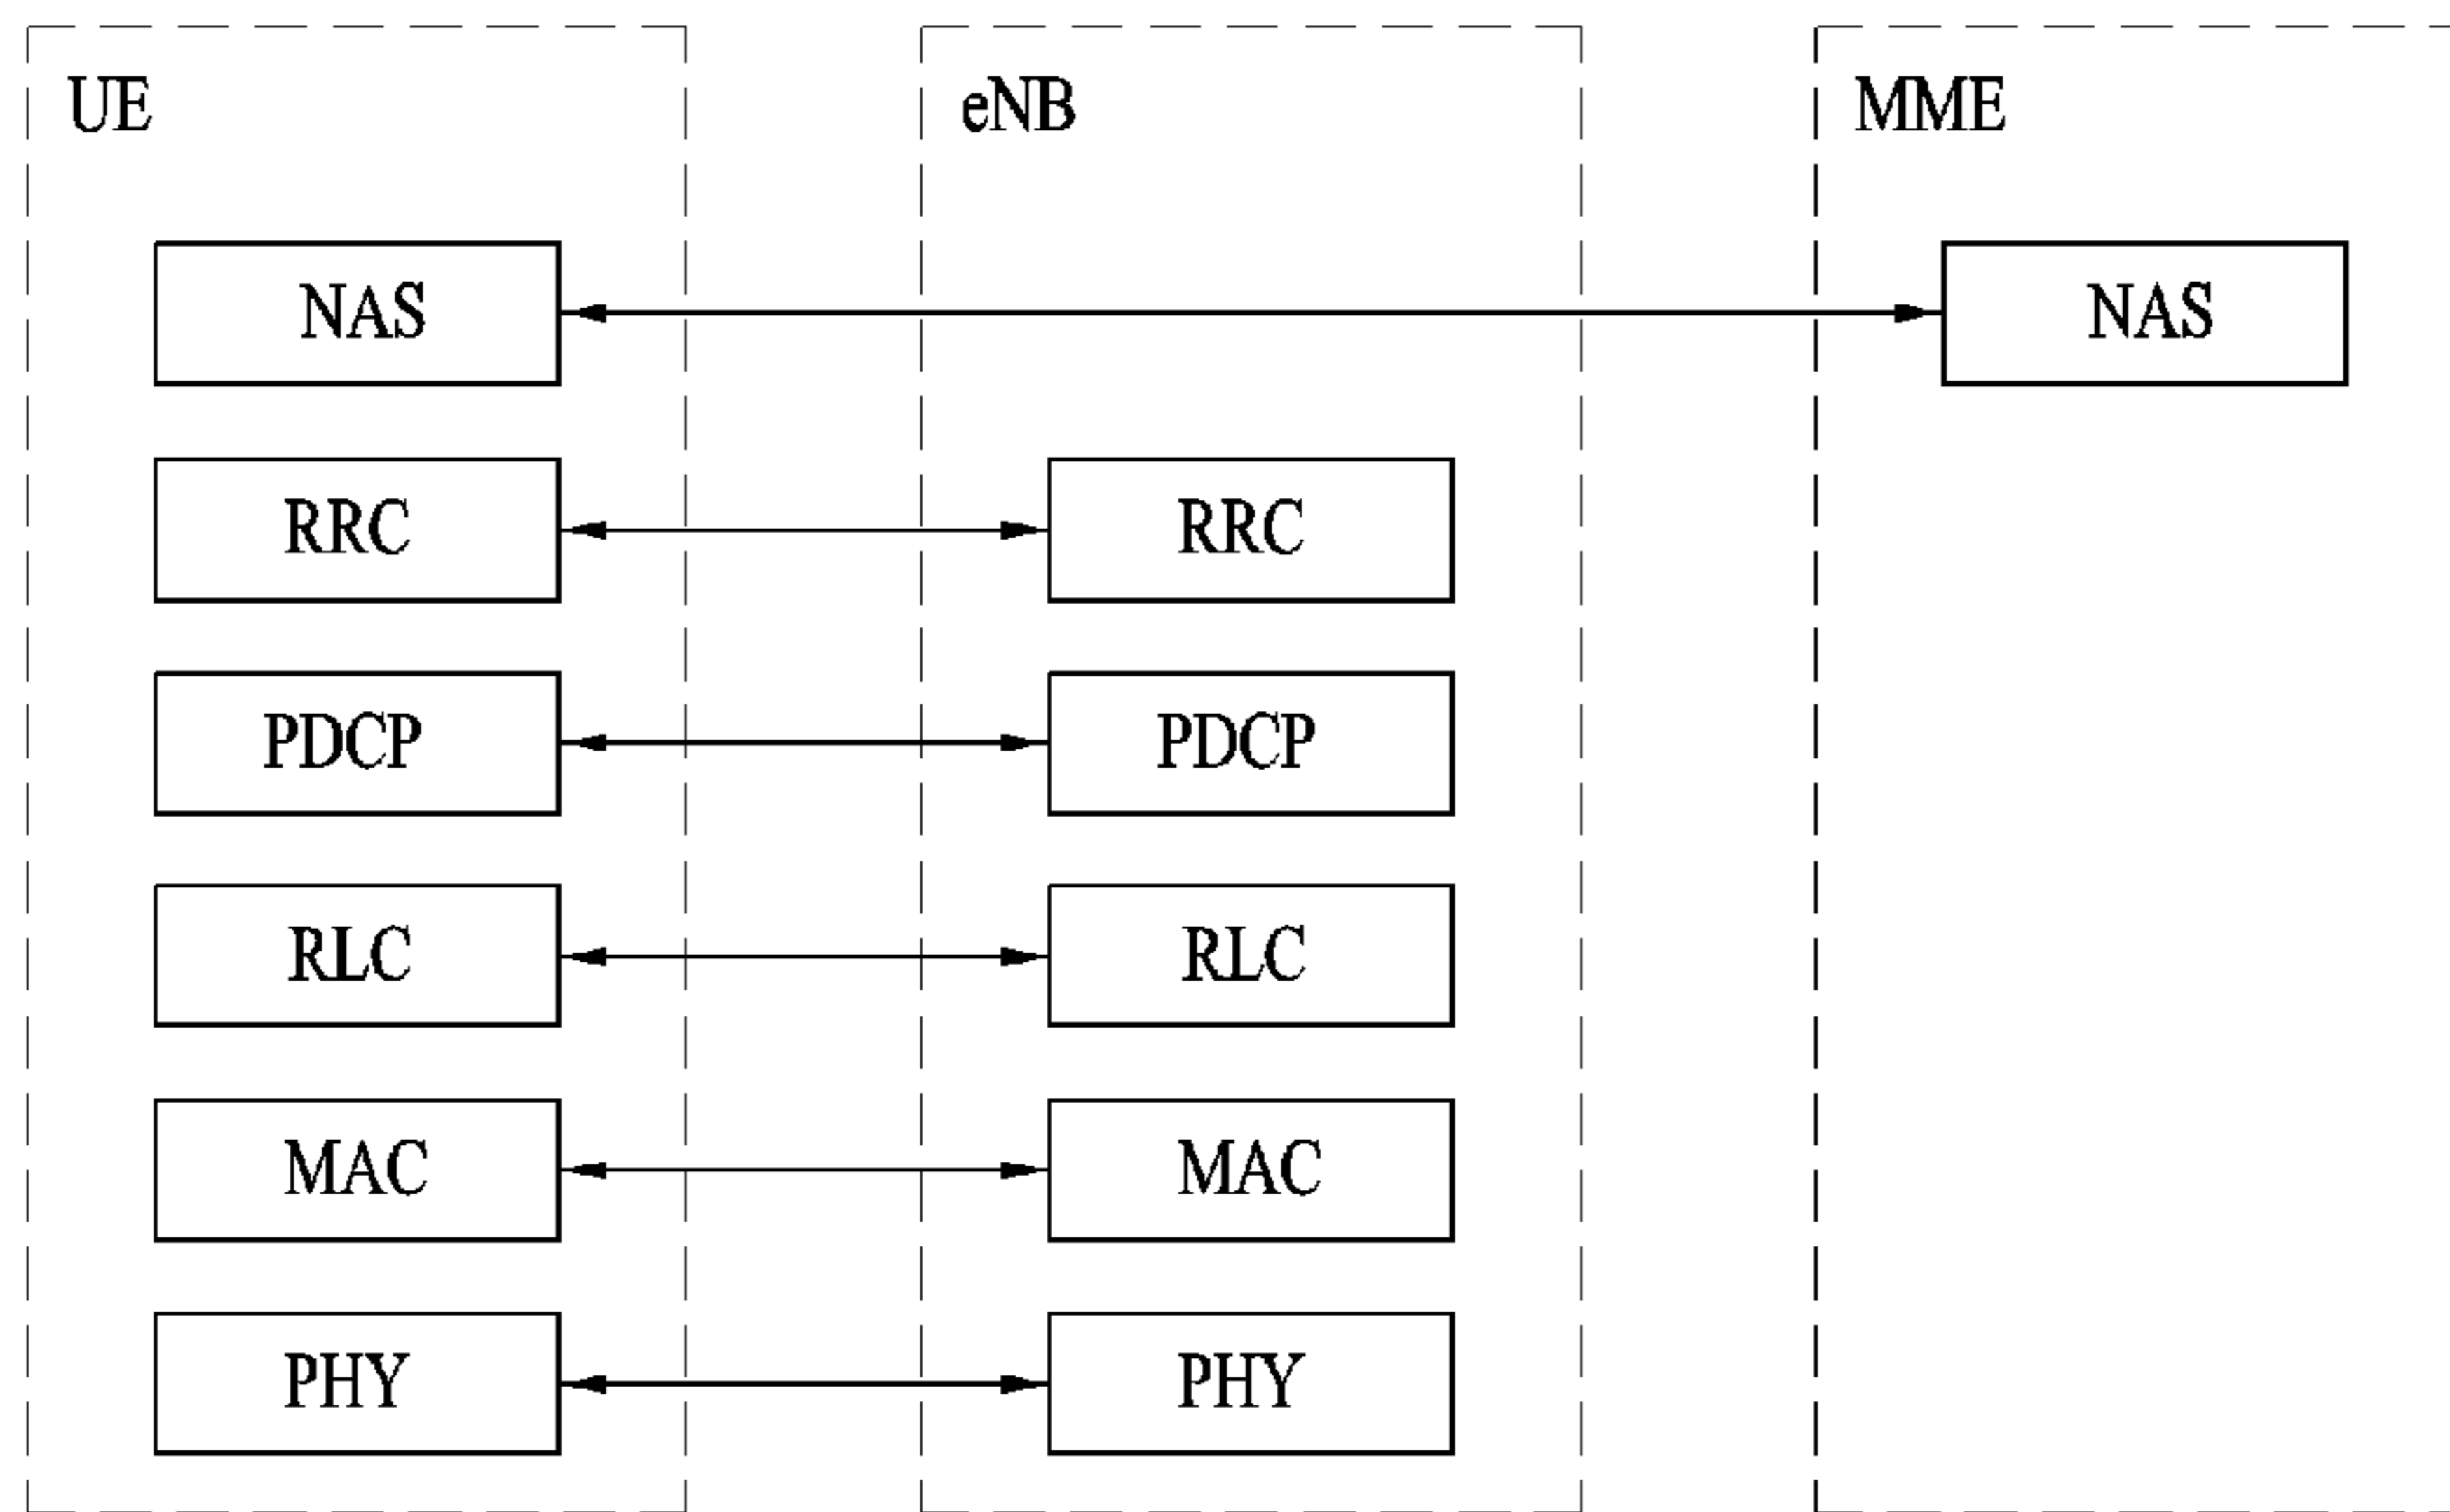 UE
eNB
MME
NAS
NAS
RRC
RRC
PDCP
PDCP
RLC
RLC
MAC
MAC
PHY
PHY